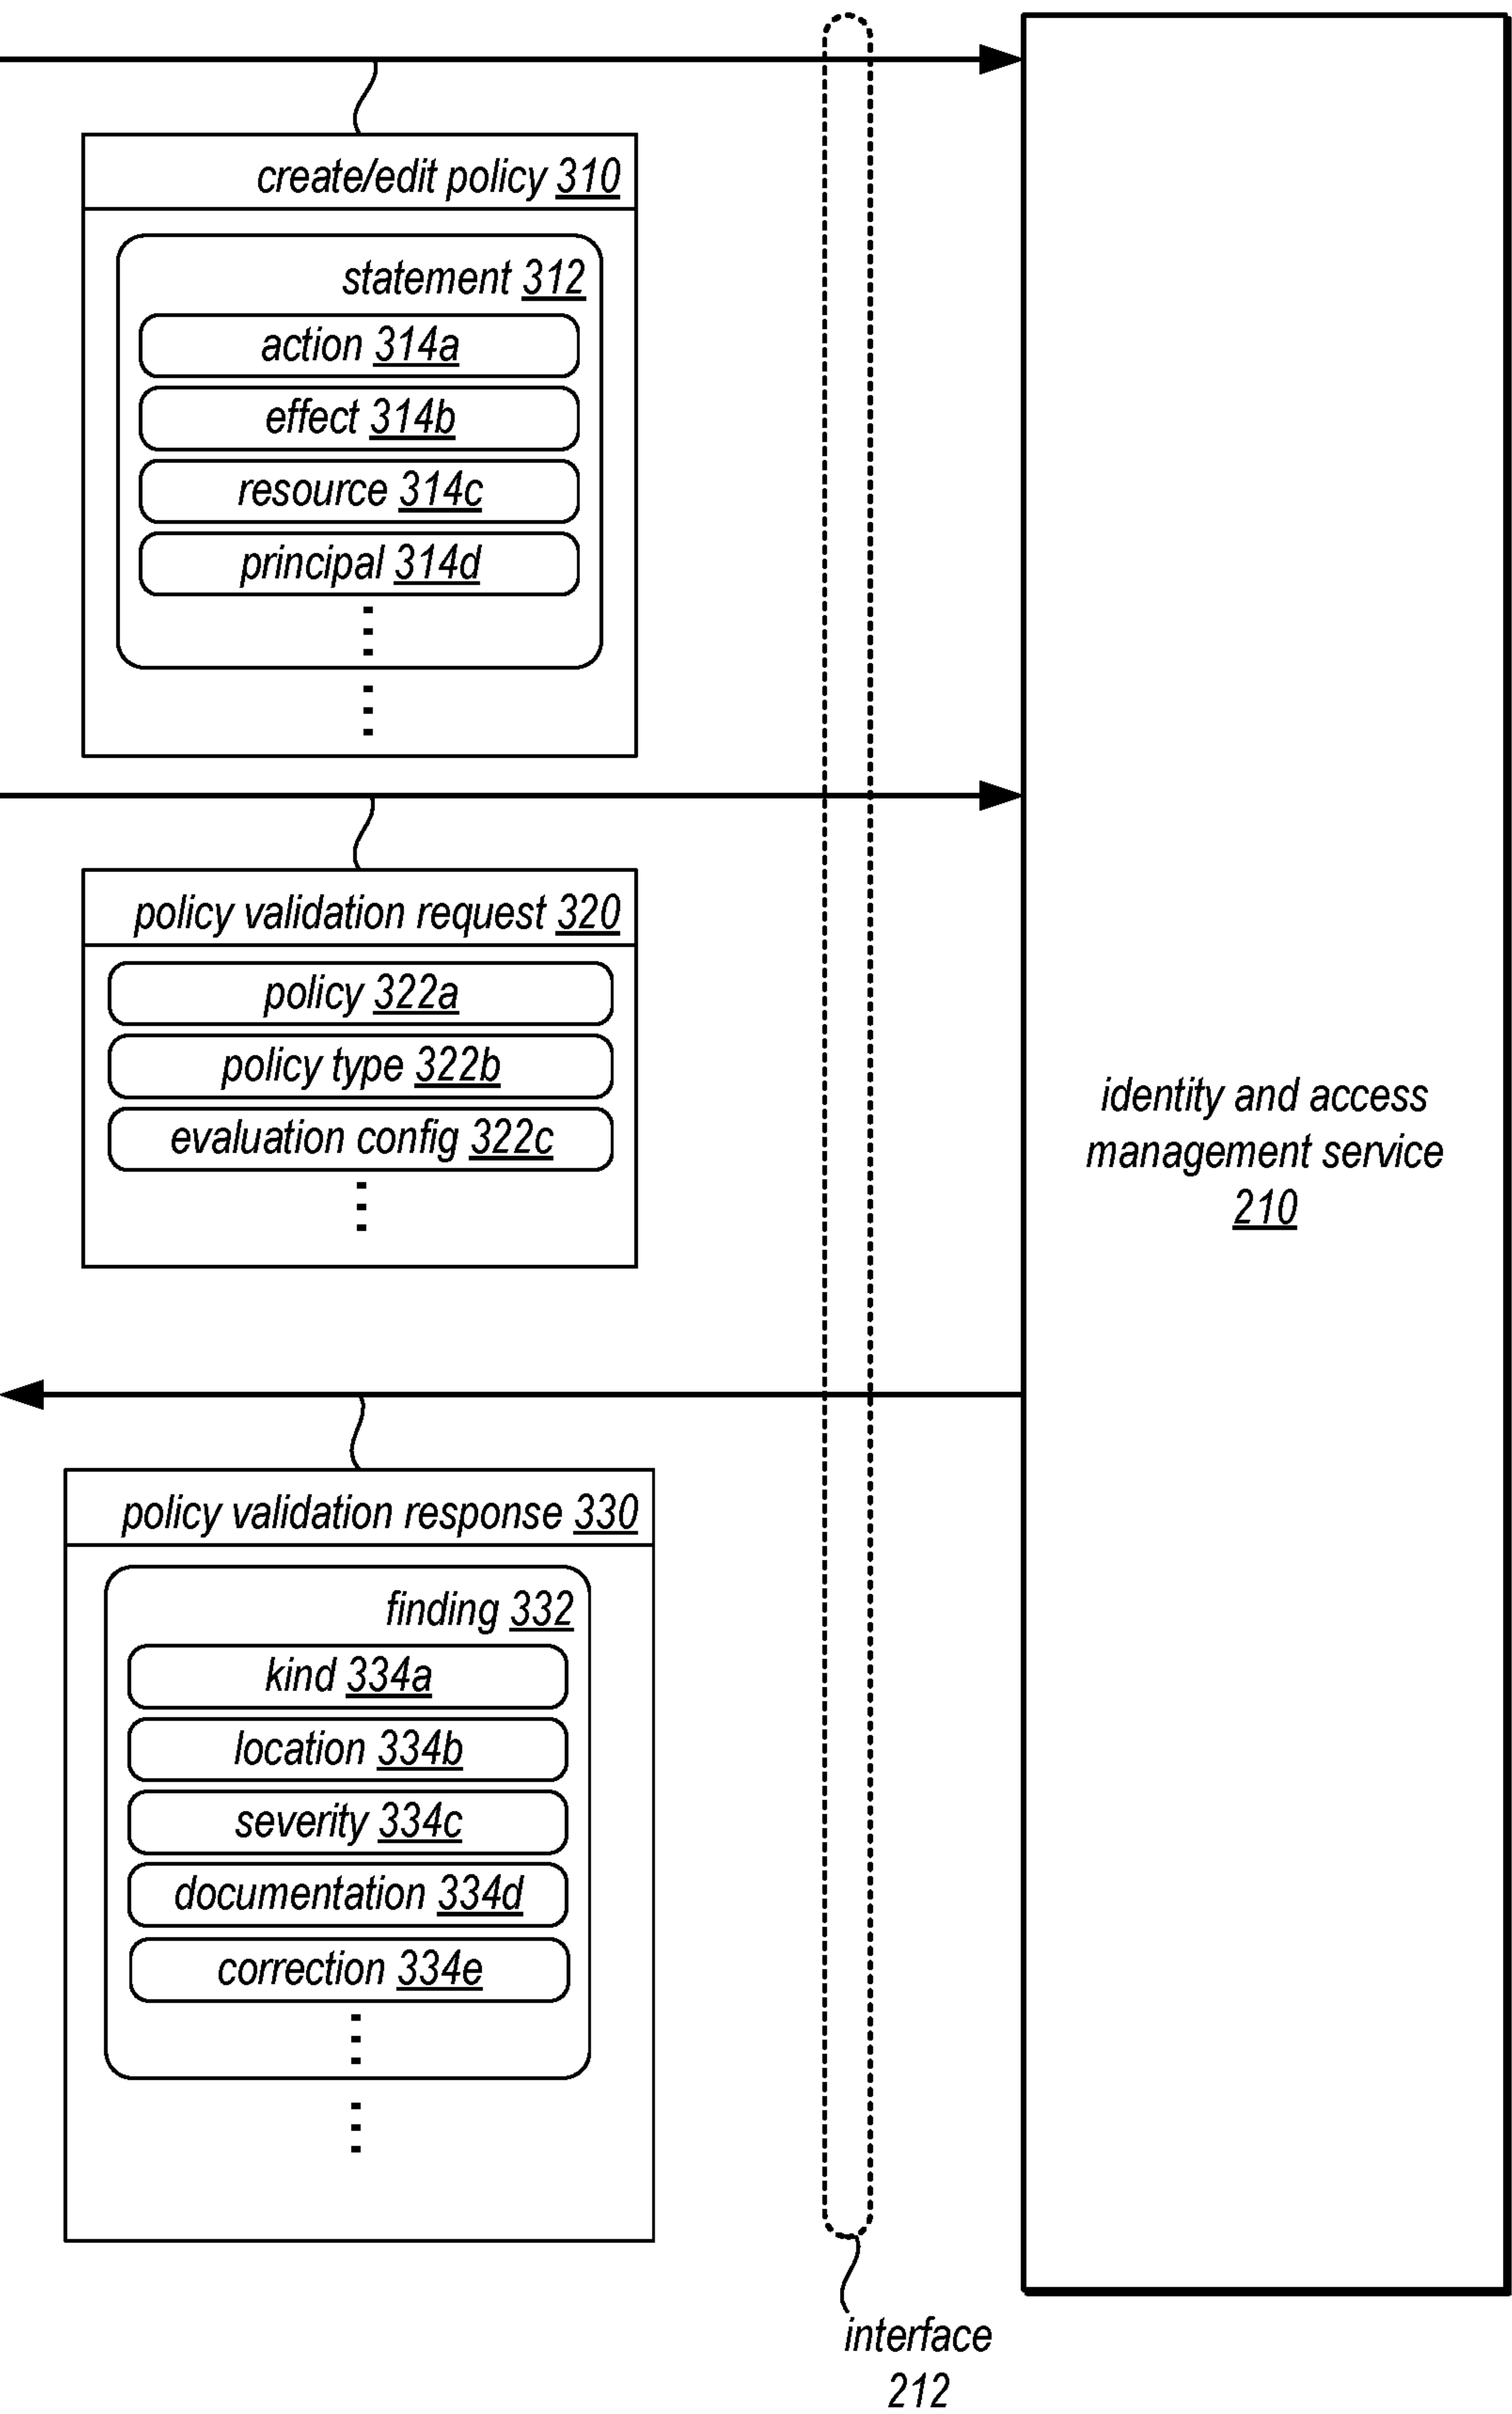 create/edit policy 310
statement 312
action 314a
effect 314b
resource 314c
principal 314d
policy validation request 320
policy 322a
policy type 322b
evaluation config 322c
identity and access
management service
210
policy validation response 330
finding 332
kind 334a
location 334b
severity 334c
documentation 334d
correction 334e
interface
212